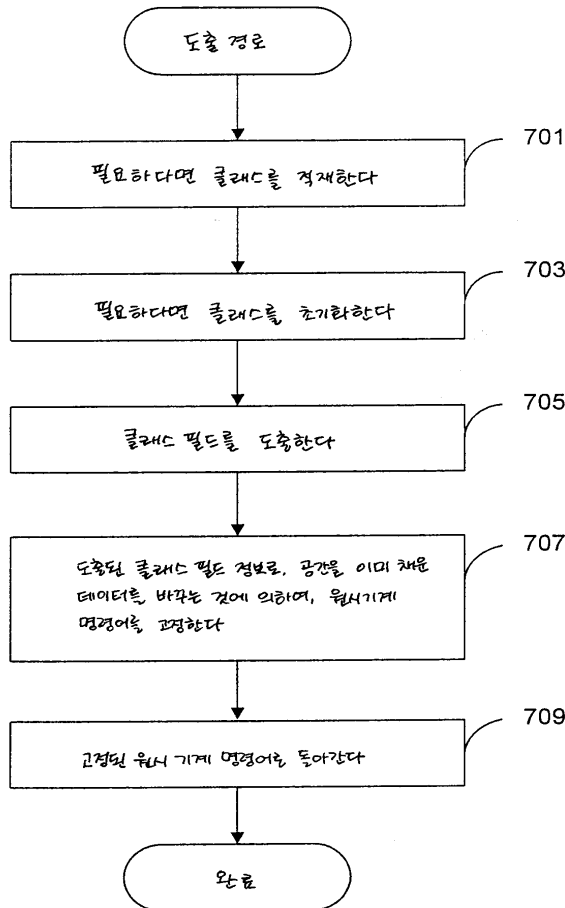 도출 경로
701
필요하다면 클래스를 적재한다
703
필요하다면 클래스를 초기화한다
705
클래스 필드를 도출한다
707
도출된 클래스 필드 정보로, 공간을 이미 채운
데이터를 바꾸는 것에 의하여, 원시기계
명령어를 고정한다
709
고정된 원시 기계 명령어로 돌아간다
완료